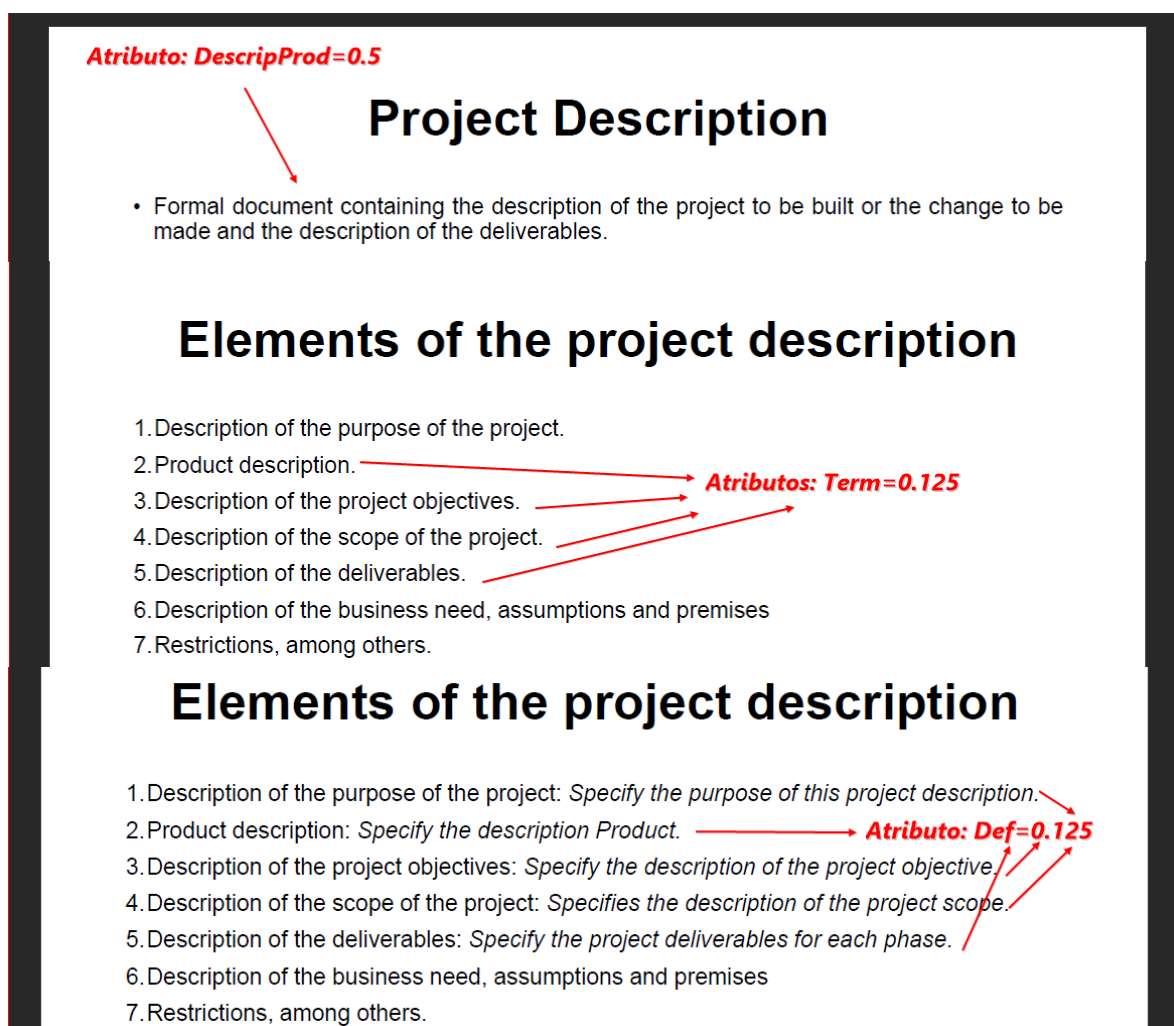 Atributo: DescripProd=0.5
Project Description
• Formal document containing the description of the project to be built or the change to be
made and the description of the deliverables.
Elements of the project description
1.Description of the purpose of the project.
2.Product description.
Atributos: Term=0.125
3.Description of the project objectives.
4.Description of the scope of the project.
5.Description of the deliverables.
6.Description of the business need, assumptions and premises
7.Restrictions, among others.
Elements of the project description
1.Description of the purpose of the project: Specify the purpose of this project description.
2.Product description: Specify the description Product.
Atributo: Def=0.125
3.Description of the project objectives: Specify the description of the project objective.
4.Description of the scope of the project: Specifies the description of the project scope.
5.Description of the deliverables: Specify the project deliverables for each phase.
6.Description of the business need, assumptions and premises
7.Restrictions, among others.